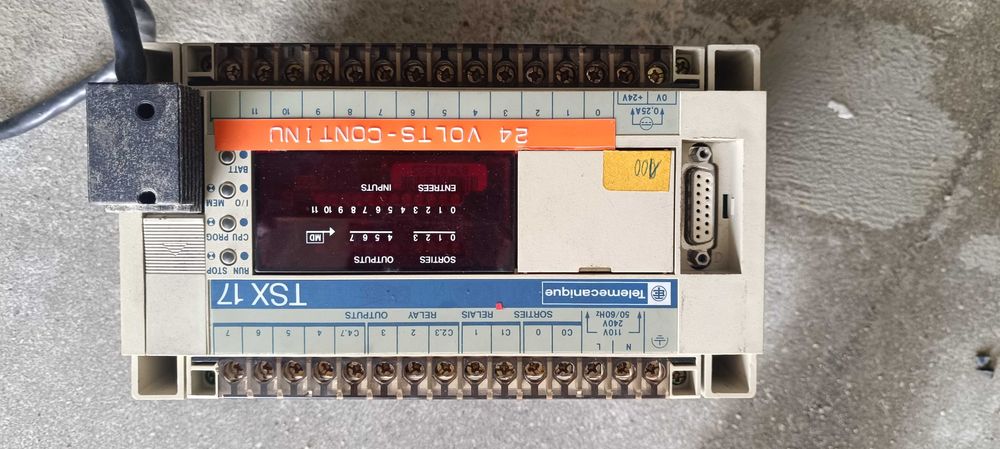 N L 110V 240V 50/60Hz C0 0 C1 1 C2.3 2 3 C4.7 4 5 6 7
SORTIES RELAIS RELAY OUTPUTS
Telemecanique TSX 17
SORTIES OUTPUTS
0 1 2 3 4 5 6 7 MD
0 1 2 3 4 5 6 7 8 9 10 11
ENTREES INPUTS
RUN STOP
CPU PROG
I/O MEM
BATT
100
24 VOLTS-CONTINU
0V +24V 0 1 2 3 4 5 6 7 8 9 10 11
0,25A